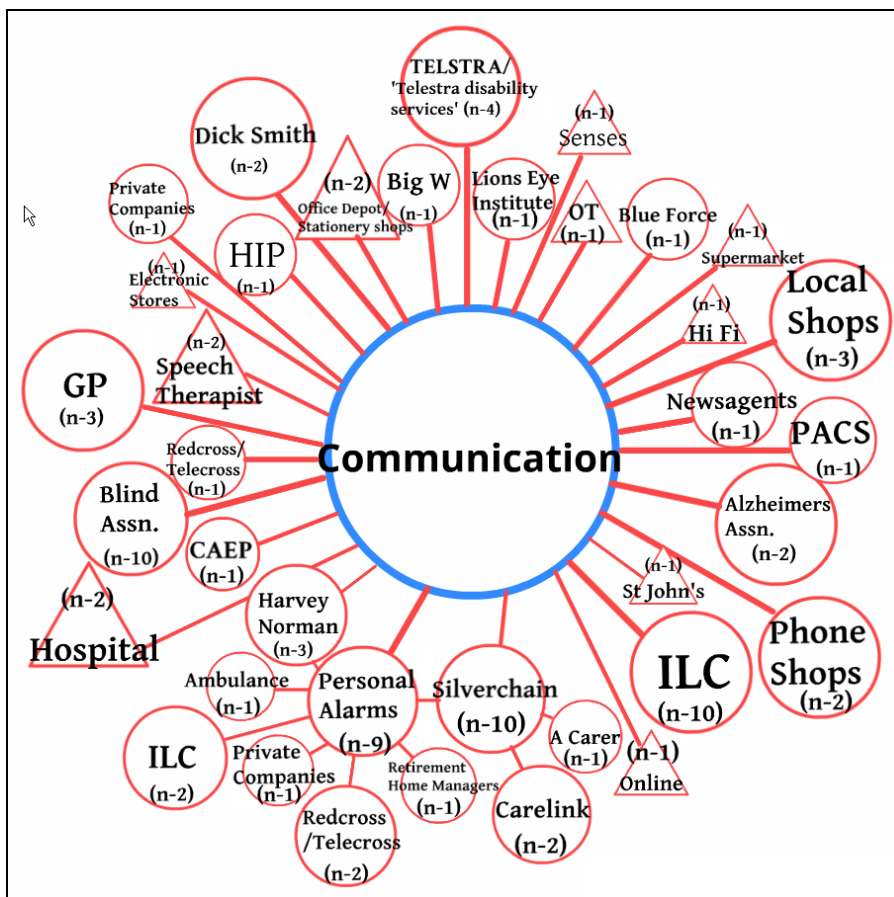 TELSTRA/
'Telestra disability
services' (n-4)
(n-1)
Senses
Dick Smith
(n-2)
(n-2)
Office Depot/
Stationery shops
Big W
(n-1)
Lions Eye
Institute
(n-1)
OT
(n-1)
Blue Force
(n-1)
(n-1)
Supermarket
Private
Companies
(n-1)
HIP
(n-1)
(n-1)
Electronic
Stores
Local
Shops
(n-3)
(n-1)
Hi Fi
(n-2)
Speech
Therapist
GP
(n-3)
Newsagents
(n-1)
PACS
(n-1)
Redcross/
Telecross
(n-1)
Communication
Blind
Assn.
(n-10)
Alzheimers
Assn.
(n-2)
CAEP
(n-1)
(n-1)
St John's
(n-2)
Hospital
Harvey
Norman
(n-3)
Phone
Shops
(n-2)
ILC
(n-10)
Ambulance
(n-1)
Personal
Alarms
(n-9)
Silverchain
(n-10)
A Carer
(n-1)
(n-1)
Online
ILC
(n-2)
Private
Companies
(n-1)
Retirement
Home Managers
(n-1)
Redcross
/Telecross
(n-2)
Carelink
(n-2)